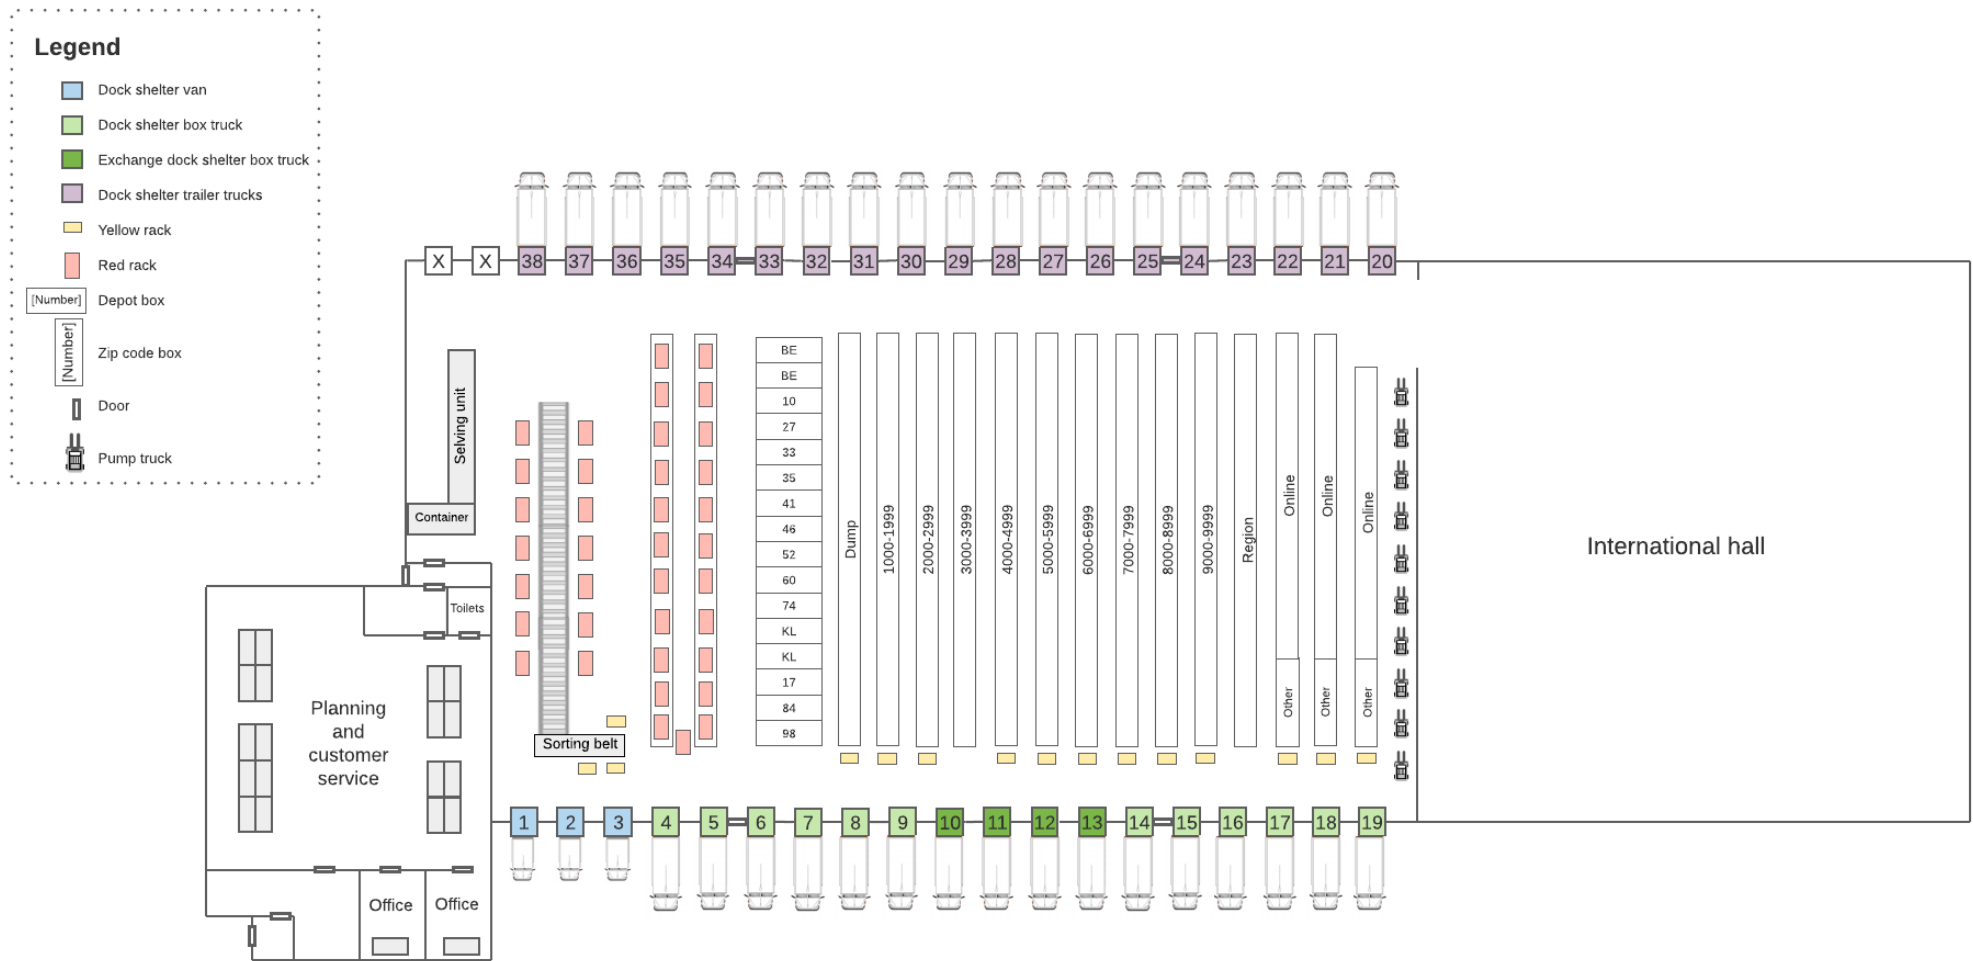 Legend
Dock shelter van
Dock shelter box truck
Exchange dock shelter box truck
Dock shelter trailer trucks
Yellow rack
Red rack
[Number]
Depot box
[Number]
Zip code box
Door
Pump truck
X
X
38
37
36
35
34
33
32
31
30
29
28
27
26
25
24
23
22
21
20
Selving unit
Container
Toilets
Sorting belt
BE
BE
10
27
33
35
41
46
52
60
74
KL
KL
17
84
98
Dump
1000-1999
2000-2999
3000-3999
4000-4999
5000-5999
6000-6999
7000-7999
8000-8999
9000-9999
Region
Online
Online
Online
Other
Other
Other
International hall
Planning
and
customer
service
Office
Office
1
2
3
4
5
6
7
8
9
10
11
12
13
14
15
16
17
18
19